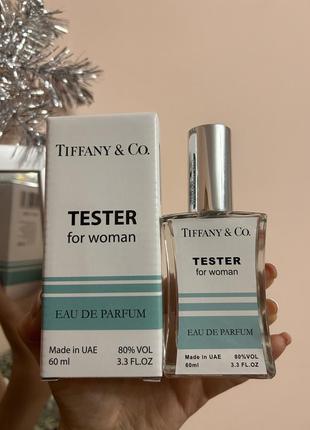 TIFFANY & CO.
TESTER
for woman
EAU DE PARFUM
Made in UAE 80%VOL
60 ml 3.3 FL.OZ
TIFFANY & CO.
TESTER
for woman
EAU DE PARFUM
Made in UAE 80%VOL
60ml 3.3 FL.OZ